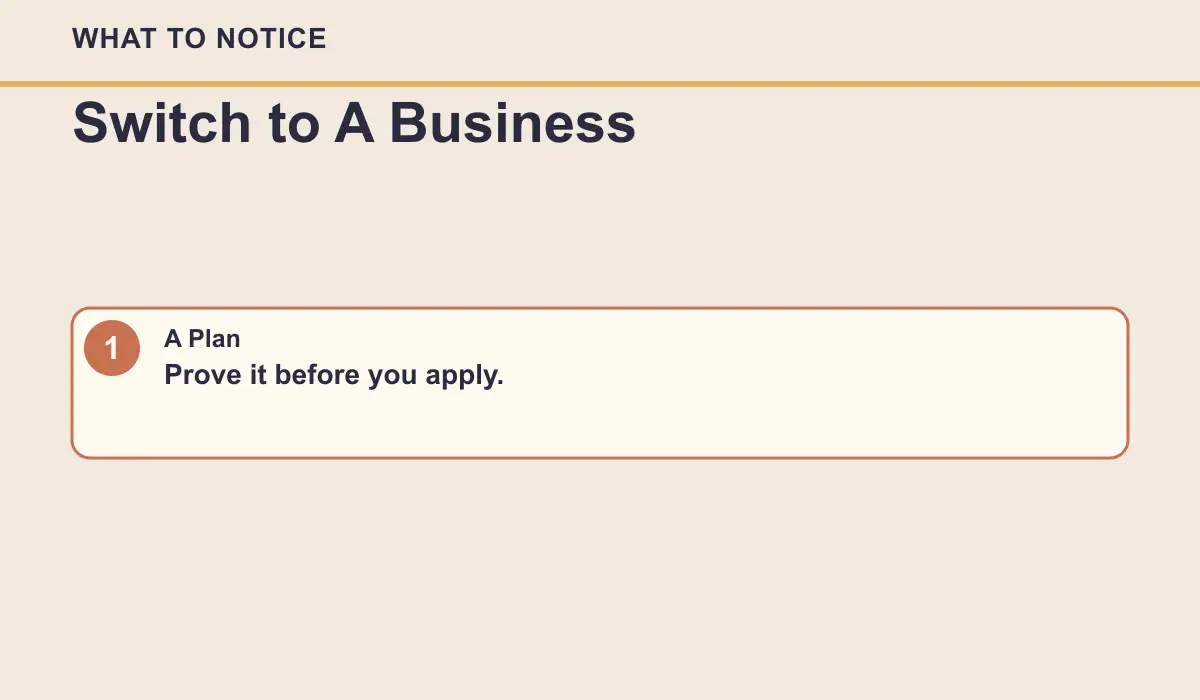 WHAT TO NOTICE
Switch to A Business
1
A Plan
Prove it before you apply.